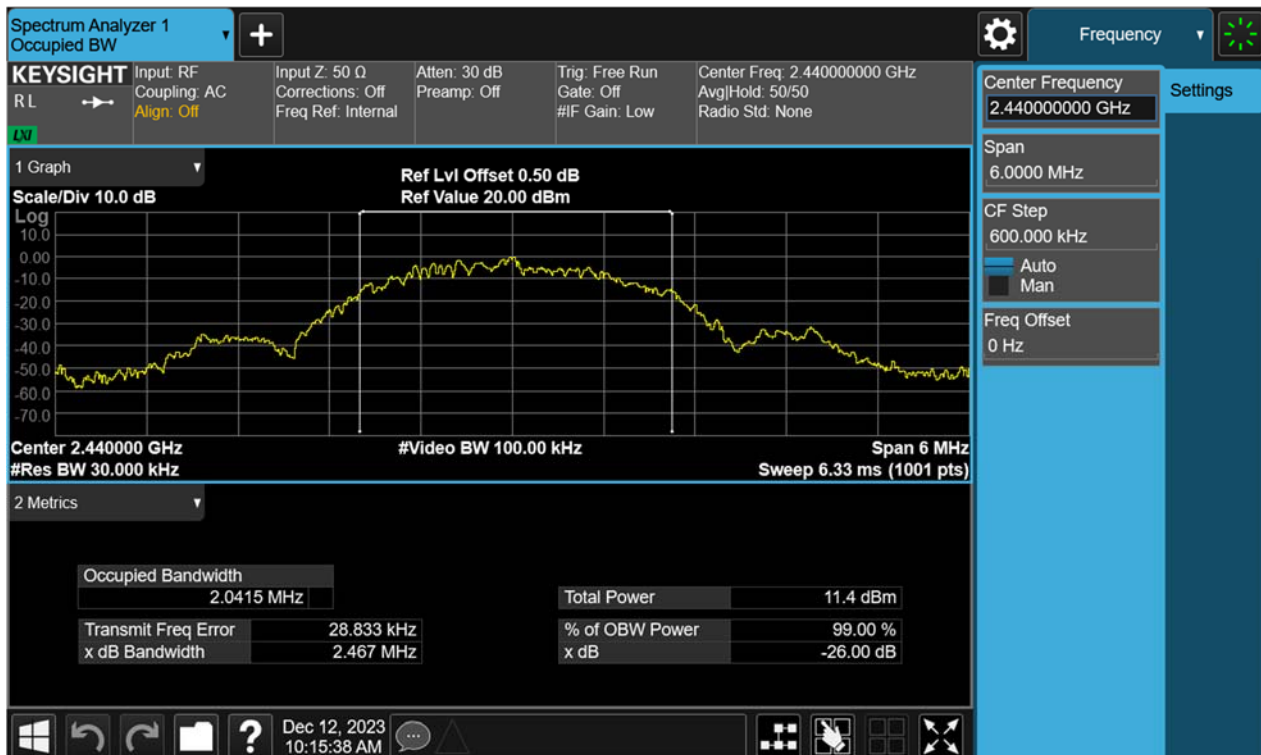 Spectrum Analyzer 1
Occupied BW
+
Frequency
KEYSIGHT
R L
LXI
Input: RF
Coupling: AC
Align: Off
Input Z: 50 Ω
Corrections: Off
Freq Ref: Internal
Atten: 30 dB
Preamp: Off
Trig: Free Run
Gate: Off
#IF Gain: Low
Center Freq: 2.440000000 GHz
Avg|Hold: 50/50
Radio Std: None
Center Frequency
2.440000000 GHz
Settings
Span
6.0000 MHz
CF Step
600.000 kHz
Auto
Man
Freq Offset
0 Hz
1 Graph
Scale/Div 10.0 dB
Ref Lvl Offset 0.50 dB
Ref Value 20.00 dBm
Log
10.0
0.00
-10.0
-20.0
-30.0
-40.0
-50.0
-60.0
-70.0
Center 2.440000 GHz
#Video BW 100.00 kHz
Span 6 MHz
#Res BW 30.000 kHz
Sweep 6.33 ms (1001 pts)
2 Metrics
Occupied Bandwidth
2.0415 MHz
Total Power 11.4 dBm
Transmit Freq Error 28.833 kHz
% of OBW Power 99.00 %
x dB Bandwidth 2.467 MHz
x dB -26.00 dB
?
Dec 12, 2023
10:15:38 AM